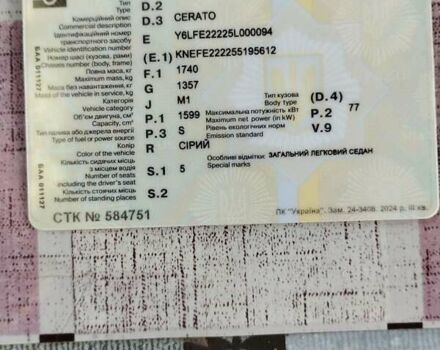 Тип
Type D.2
Комерційний опис
Commercial description D.3 CERATO
Ідентифікаційний номер
транспортного засобу E Y6LFE22225L000094
Vehicle identification number
Номер шасі (кузова, рами) (E.1) KNEFE222255195612
Chassis number (body, frame)
Повна маса, кг F.1 1740
Maximum mass, kg
Маса без навантаження, кг G 1357
Mass of the vehicle in service, kg
Категорія J M1 Тип кузова (D.4)
Vehicle category Body type
Об'єм двигуна, см³ P.1 1599 Максимальна потужність (кВт) P.2 77
Capacity, cm³ Maximum net power (in kW)
Тип палива або джерела енергії P.3 S Рівень екологічних норм V.9
Type of fuel or power source Emission standard
Колір R СІРИЙ
Color of the vehicle
Кількість сидячих місць Особливі відмітки: ЗАГАЛЬНИЙ ЛЕГКОВИЙ СЕДАН
з місцем водія S.1 5 Special marks
Number of seats
including the driver's seat
Кількість стоячих місць S.2
Number of standing places
СТК № 584751
ПК "Україна". Зам. 24-3408. 2024 р. III кв.